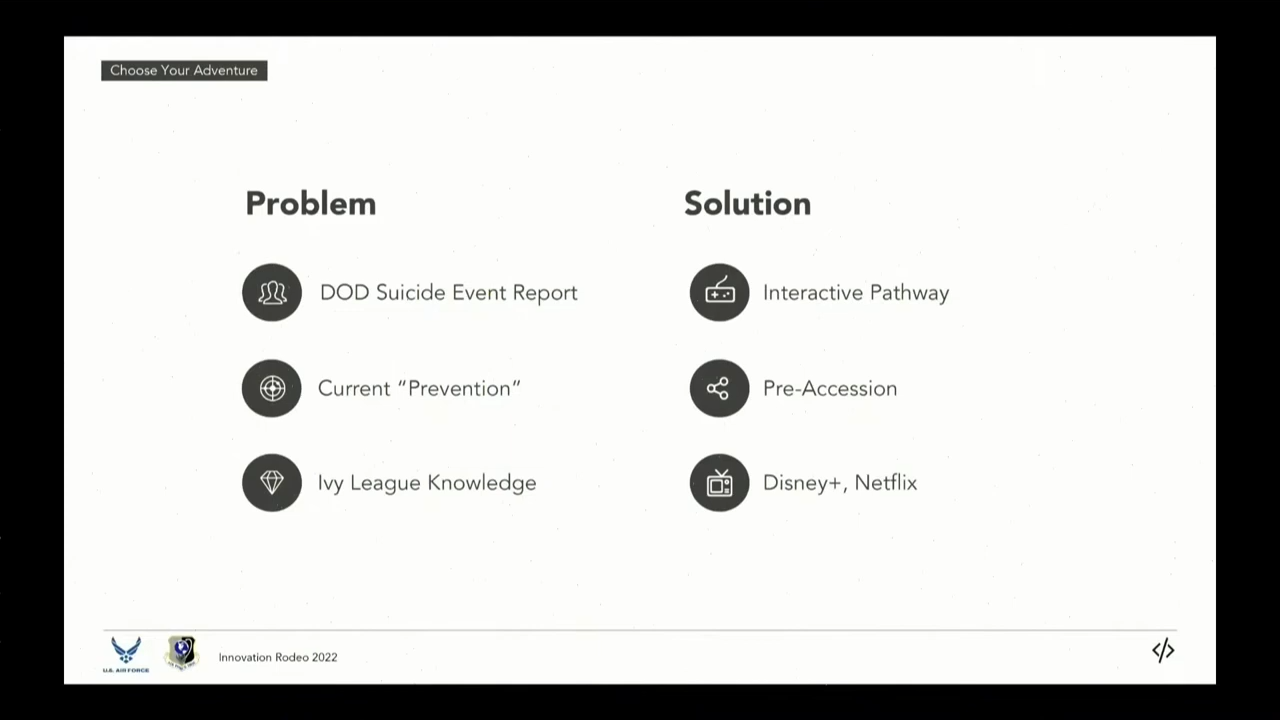 Choose Your Adventure
Problem
DOD Suicide Event Report
Current “Prevention”
Ivy League Knowledge
Solution
Interactive Pathway
Pre-Accession
Disney+, Netflix
U.S. AIR FORCE
Innovation Rodeo 2022